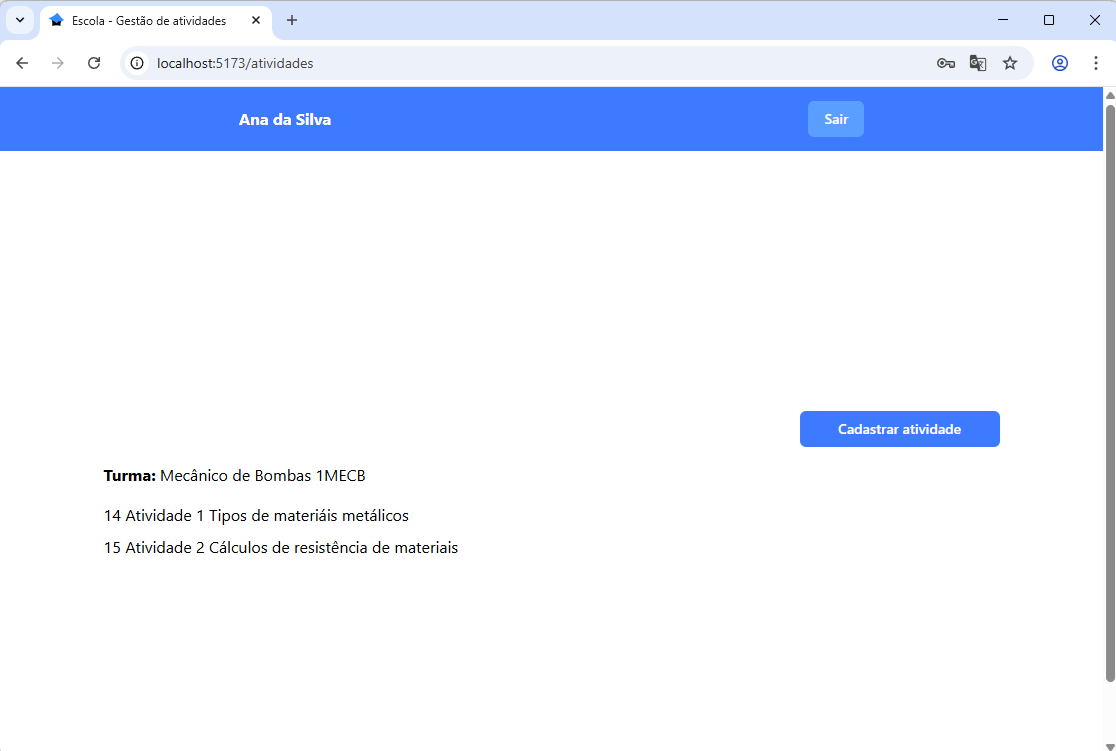 Escola - Gestão de atividades
localhost:5173/atividades
Ana da Silva
Sair
Cadastrar atividade
Turma: Mecânico de Bombas 1MECB
14 Atividade 1 Tipos de materiáis metálicos
15 Atividade 2 Cálculos de resistência de materiais